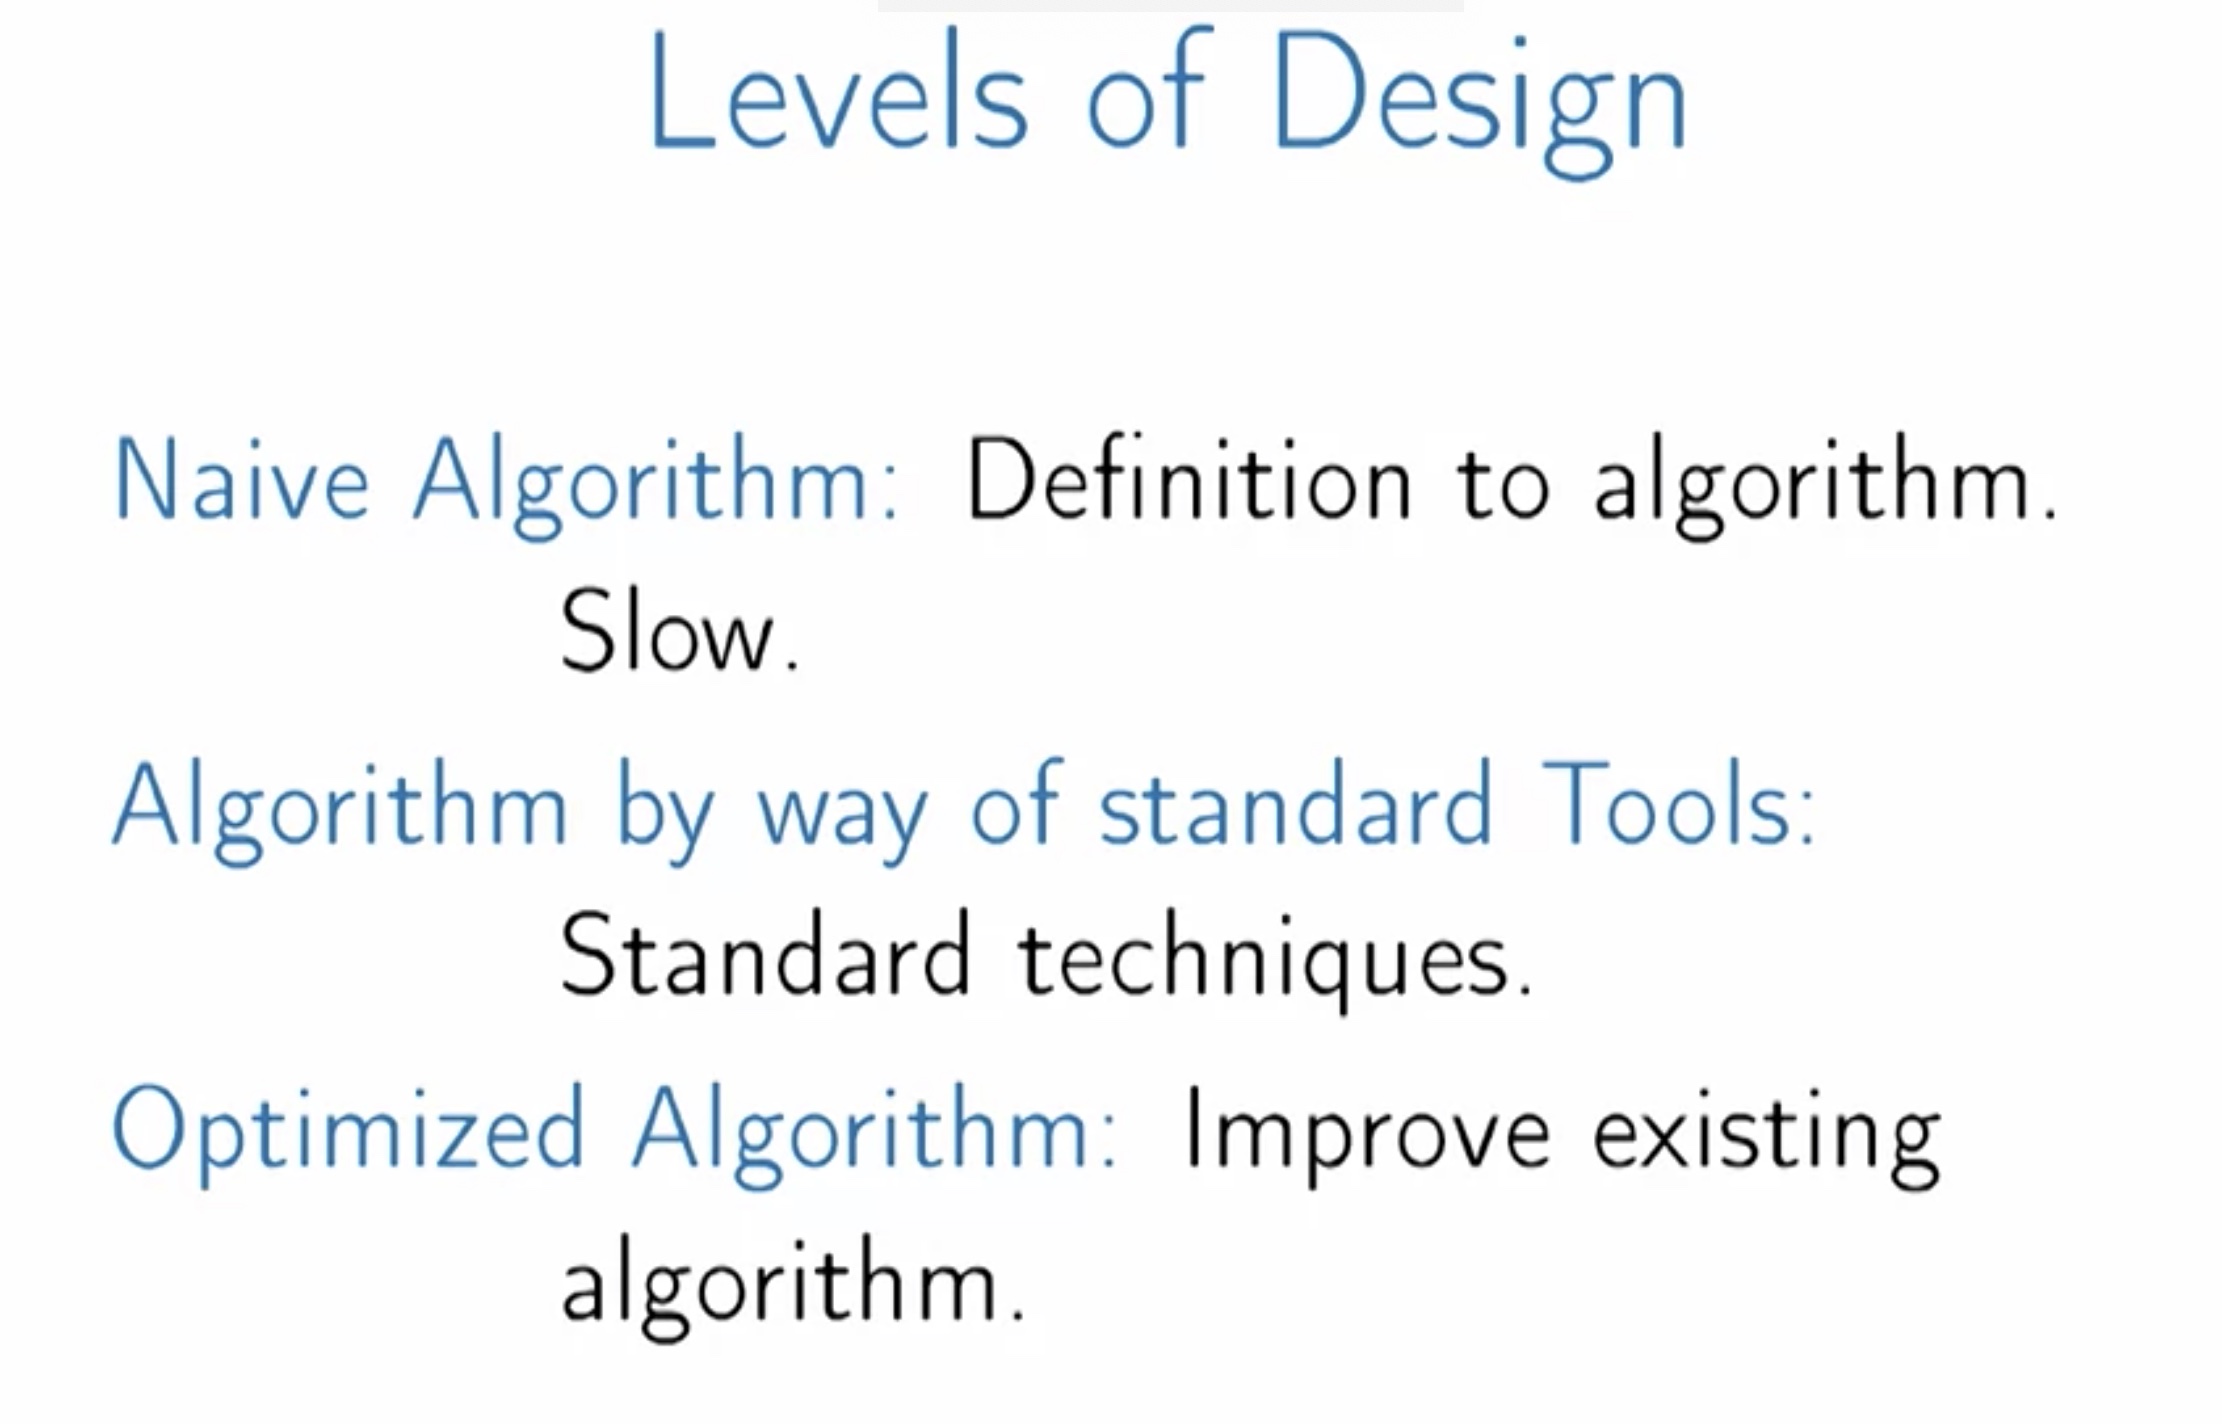 Levels of Design
Naive Algorithm: Definition to algorithm.
Slow.
Algorithm by way of standard Tools:
Standard techniques.
Optimized Algorithm: Improve existing
algorithm.